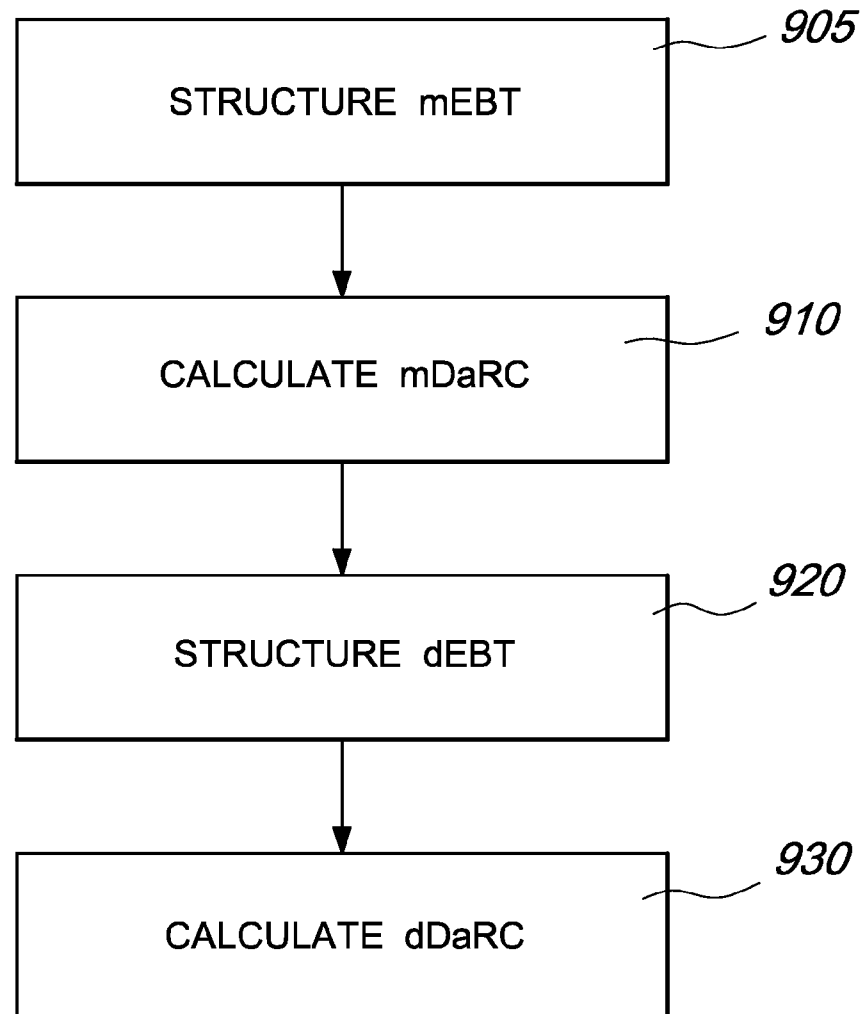 905
STRUCTURE mEBT
910
CALCULATE mDaRC
920
STRUCTURE dEBT
930
CALCULATE dDaRC